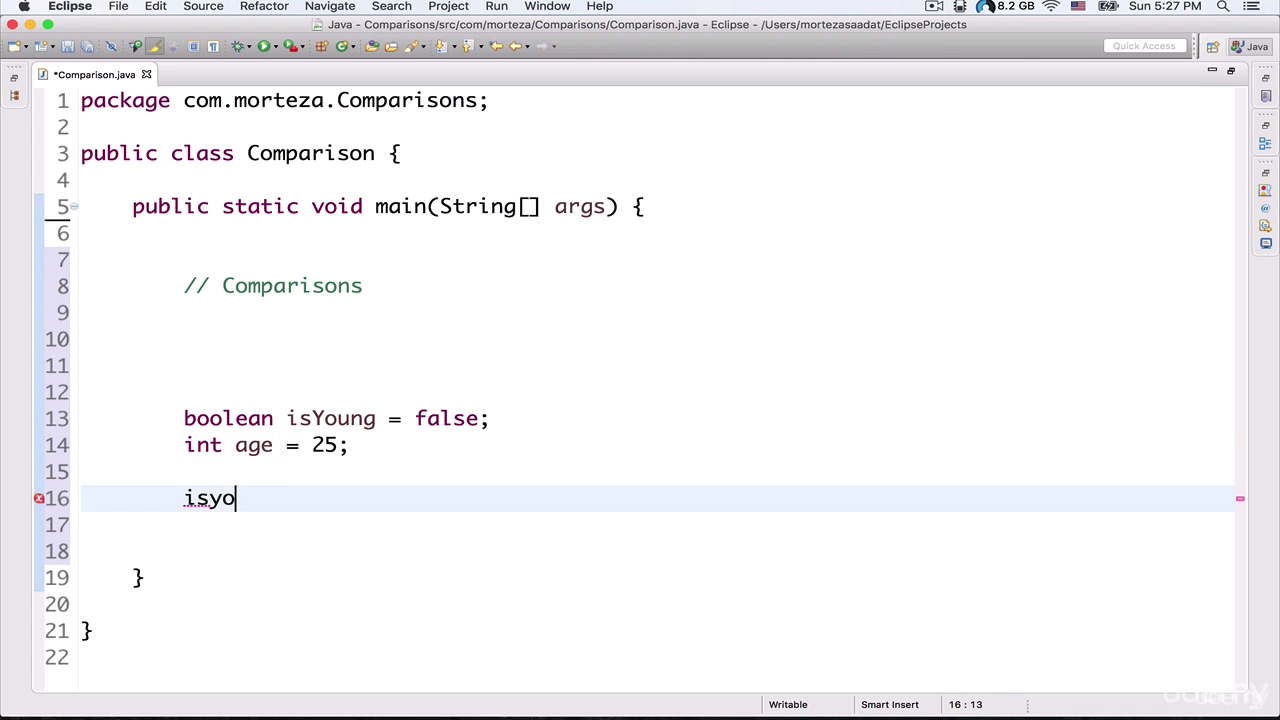 Eclipse File Edit Source Refactor Navigate Search Project Run Window Help 8.2 GB Sun 5:27 PM
Java - Comparisons/src/com/morteza/Comparisons/Comparison.java - Eclipse - /Users/mortezasaadat/EclipseProjects
Quick Access Java
*Comparison.java
1 package com.morteza.Comparisons;
2
3 public class Comparison {
4
5 public static void main(String[] args) {
6
7
8 // Comparisons
9
10
11
12
13 boolean isYoung = false;
14 int age = 25;
15
16 isyo
17
18
19 }
20
21 }
22
Writable Smart Insert 16 : 13